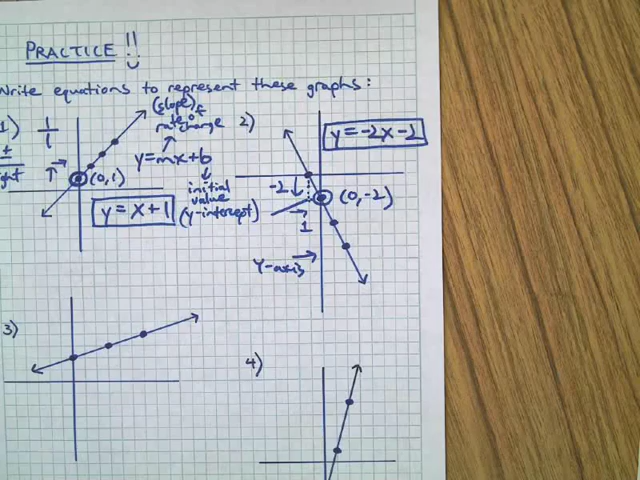 PRACTICE !!
Write equations to represent these graphs:
1) 1/1
(slope)
rate of
change
y=mx+b
(0,1)
initial
value
(y-intercept)
y = x+1
2)
y = -2x-2
-2
(0,-2)
1
Y-axis
3)
4)